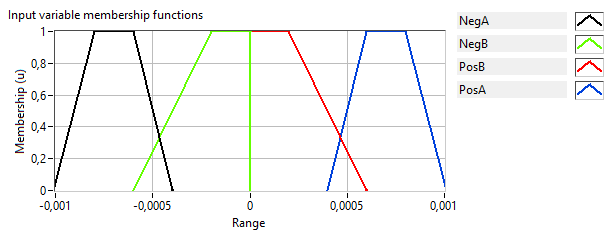 Input variable membership functions
NegA
NegB
PosB
PosA
Membership (u)
1
0,8
0,6
0,4
0,2
0
-0,001
-0,0005
0
0,0005
0,001
Range